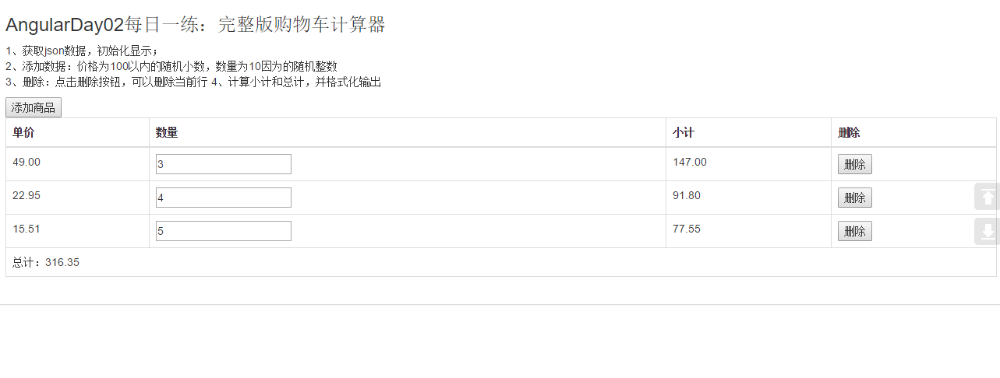 AngularDay02每日一练：完整版购物车计算器
1、获取json数据，初始化显示；
2、添加数据：价格为100以内的随机小数，数量为10因为的随机整数
3、删除：点击删除按钮，可以删除当前行 4、计算小计和总计，并格式化输出
添加商品
单价 数量 小计 删除
49.00 3 147.00 删除
22.95 4 91.80 删除
15.51 5 77.55 删除
总计：316.35